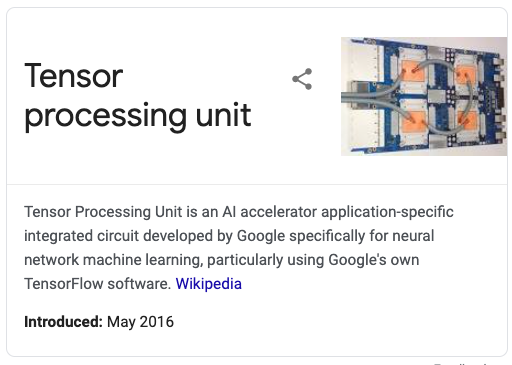 Tensor
processing unit
Tensor Processing Unit is an AI accelerator application-specific
integrated circuit developed by Google specifically for neural
network machine learning, particularly using Google's own
TensorFlow software. Wikipedia
Introduced: May 2016